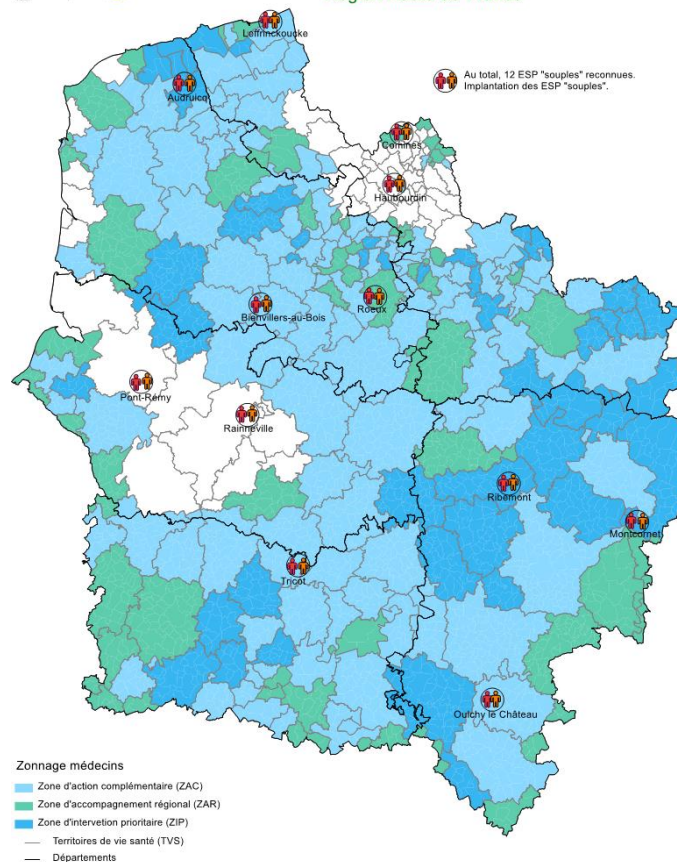 Leffrinckoucke
Au total, 12 ESP "souples" reconnues.
Implantation des ESP "souples".
Audruicq
Comines
Haubourdin
Roeux
Bienvillers-au-Bois
Pont-Rémy
Rainneville
Ribemont
Montcornet
Tricot
Oulchy le Château
Zonnage médecins
Zone d'action complémentaire (ZAC)
Zone d'accompagnement régional (ZAR)
Zone d'intervetion prioritaire (ZIP)
Territoires de vie santé (TVS)
Départements